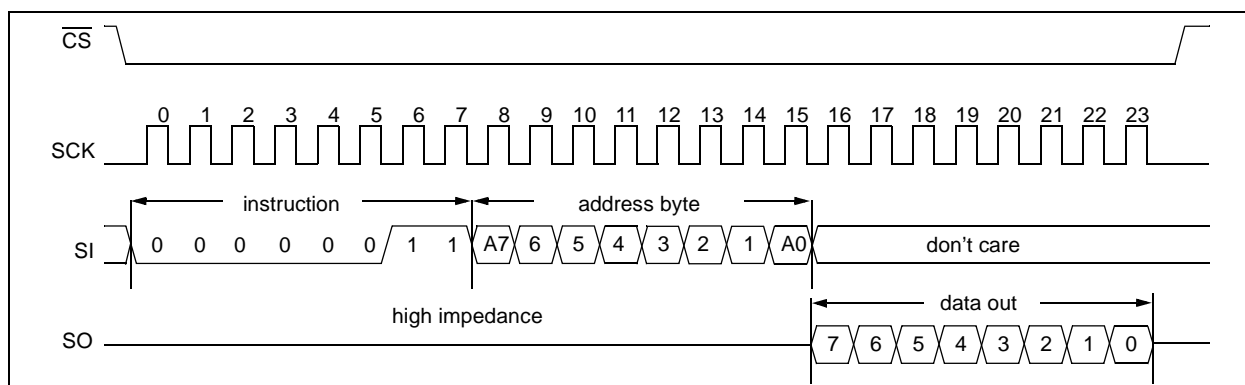 CS
0 1 2 3 4 5 6 7 8 9 10 11 12 13 14 15 16 17 18 19 20 21 22 23
SCK
instruction address byte
SI 0 0 0 0 0 0 1 1 A7 6 5 4 3 2 1 A0 don't care
high impedance data out
SO 7 6 5 4 3 2 1 0